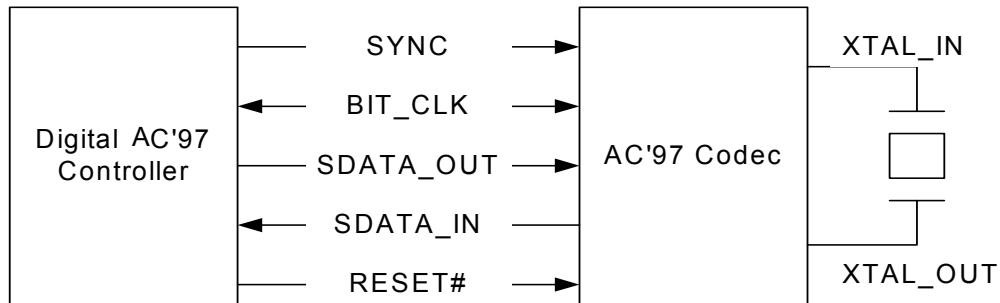 SYNC
XTAL_IN
BIT_CLK
Digital AC'97
Controller
SDATA_OUT
AC'97 Codec
SDATA_IN
RESET#
XTAL_OUT